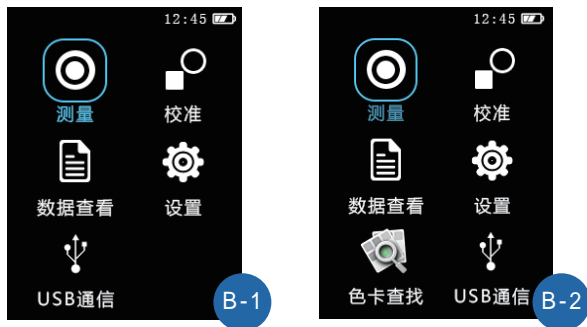 12:45
测量
校准
数据查看
设置
USB通信
B-1
12:45
测量
校准
数据查看
设置
色卡查找
USB通信
B-2